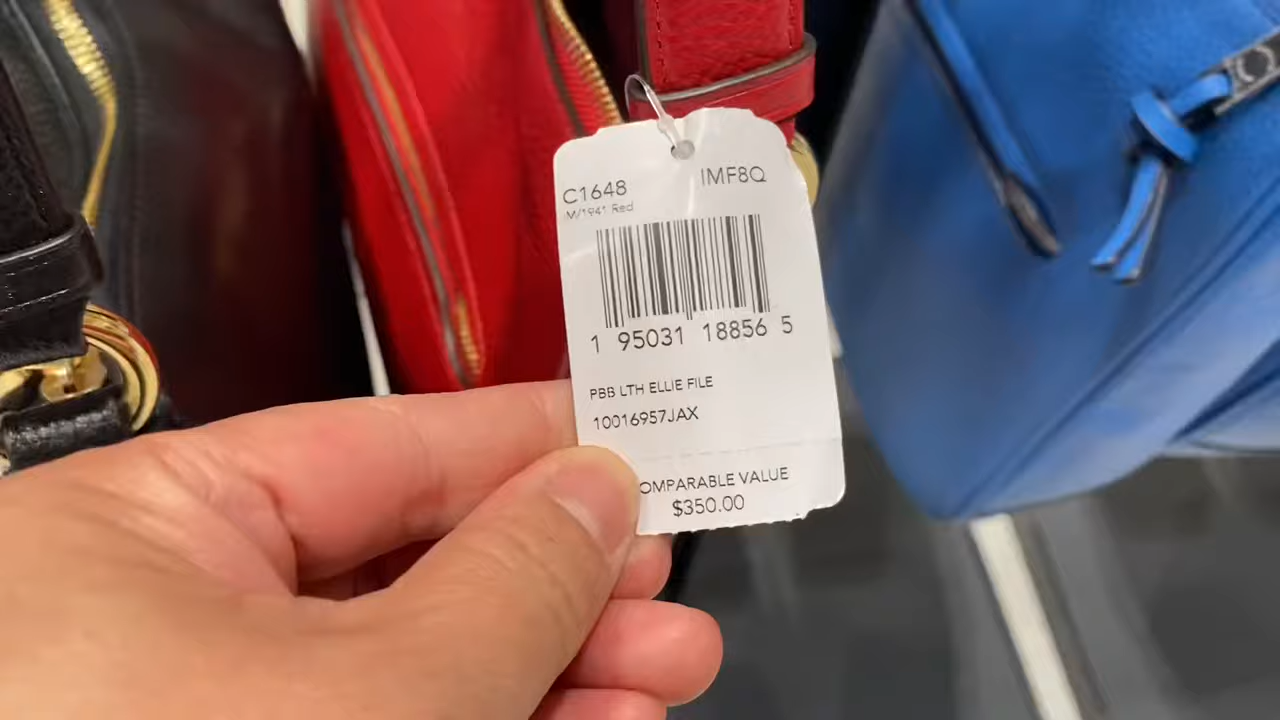 C1648 IMF8Q
IM/1941 Red
1 95031 18856 5
PBB LTH ELLIE FILE
10016957JAX
OMPARABLE VALUE
$350.00